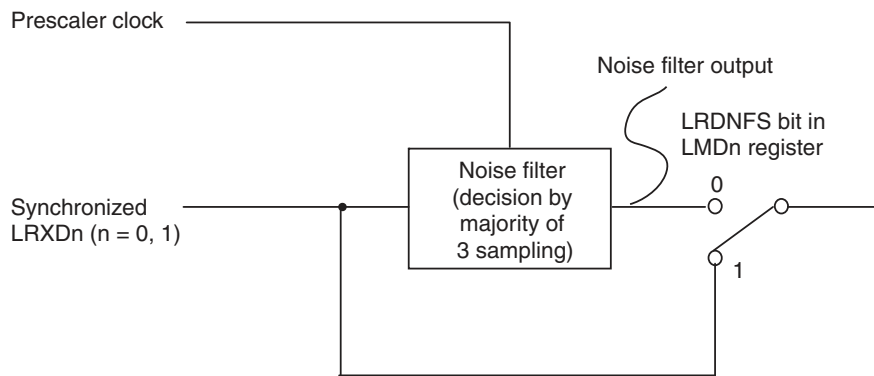 Prescaler clock
Noise filter output
LRDNFS bit in
LMDn register
Noise filter
(decision by
majority of
3 sampling)
0
Synchronized
LRXDn (n = 0, 1)
1